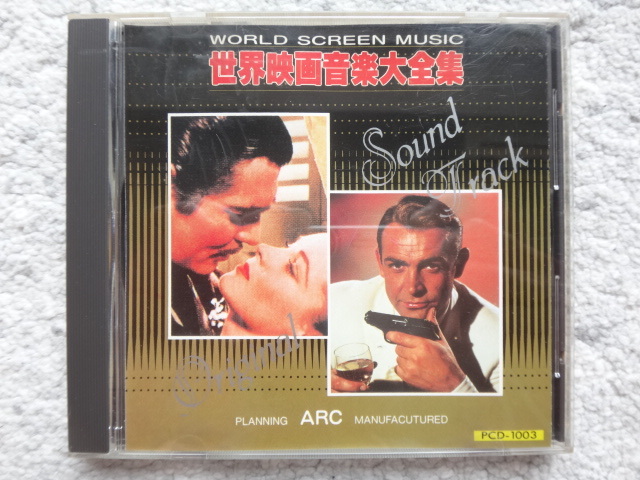 WORLD SCREEN MUSIC
世界映画音楽大全集
Sound
Track
Original
PLANNING ARC MANUFACUTURED
PCD-1003